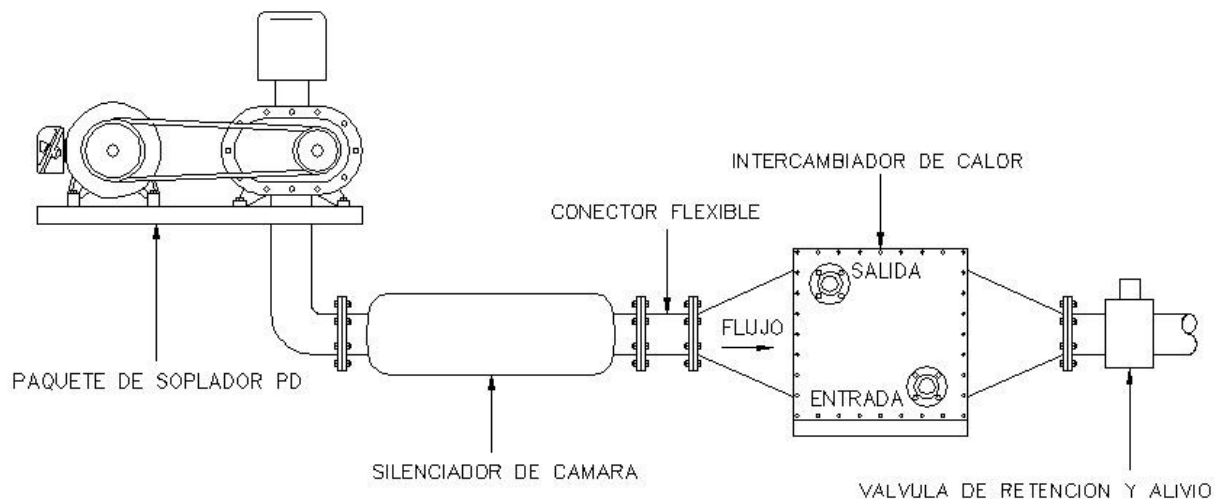 INTERCAMBIADOR DE CALOR
CONECTOR FLEXIBLE
SALIDA
FLUJO
PAQUETE DE SOPLADOR PD
ENTRADA
SILENCIADOR DE CAMARA
VALVULA DE RETENCION Y ALIVIO